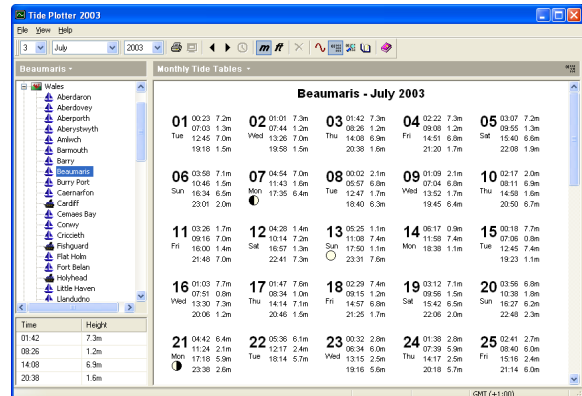 Tide Plotter 2003
File View Help
3 July 2003 m ft
Beaumaris
Monthly Tide Tables
Wales
Aberdaron
Aberdovey
Aberporth
Aberystwyth
Amlwch
Barmouth
Barry
Beaumaris
Burry Port
Caernarfon
Cardiff
Cemaes Bay
Conwy
Criccieth
Fishguard
Flat Holm
Fort Belan
Holyhead
Little Haven
Llandudno
Time Height
01:42 7.3m
08:26 1.2m
14:08 6.9m
20:38 1.6m
Beaumaris - July 2003
01 Tue
00:23 7.2m
07:03 1.3m
12:45 7.0m
19:18 1.5m
02 Wed
01:01 7.3m
07:44 1.2m
13:26 7.0m
19:58 1.5m
03 Thu
01:42 7.3m
08:26 1.2m
14:08 6.9m
20:38 1.6m
04 Fri
02:22 7.3m
09:08 1.2m
14:51 6.8m
21:20 1.7m
05 Sat
03:07 7.2m
09:55 1.3m
15:40 6.6m
22:08 1.9m
06 Sun
03:58 7.1m
10:46 1.5m
16:34 6.5m
23:01 2.0m
07 Mon
04:54 7.0m
11:43 1.6m
17:35 6.4m
08 Tue
00:02 2.1m
05:57 6.8m
12:47 1.7m
18:40 6.3m
09 Wed
01:09 2.1m
07:04 6.8m
13:52 1.7m
19:45 6.4m
10 Thu
02:17 2.0m
08:11 6.9m
14:58 1.6m
20:50 6.7m
11 Fri
03:26 1.7m
09:16 7.0m
16:00 1.4m
21:48 7.0m
12 Sat
04:28 1.4m
10:14 7.2m
16:57 1.3m
22:41 7.3m
13 Sun
05:25 1.1m
11:08 7.4m
17:50 1.1m
23:31 7.6m
14 Mon
06:17 0.9m
11:58 7.4m
18:38 1.1m
15 Tue
00:18 7.7m
07:06 0.8m
12:45 7.4m
19:23 1.1m
16 Wed
01:03 7.7m
07:51 0.8m
13:30 7.3m
20:06 1.2m
17 Thu
01:47 7.6m
08:34 1.0m
14:14 7.1m
20:46 1.5m
18 Fri
02:29 7.4m
09:15 1.2m
14:57 6.8m
21:25 1.7m
19 Sat
03:12 7.1m
09:56 1.5m
15:42 6.5m
22:06 2.0m
20 Sun
03:56 6.8m
10:38 1.8m
16:27 6.2m
22:48 2.3m
21 Mon
04:42 6.4m
11:24 2.1m
17:18 5.9m
23:38 2.6m
22 Tue
05:36 6.1m
12:17 2.4m
18:14 5.7m
23 Wed
00:32 2.8m
06:34 6.0m
13:15 2.5m
19:16 5.6m
24 Thu
01:38 2.8m
07:39 5.9m
14:17 2.5m
20:18 5.7m
25 Fri
02:41 2.7m
08:40 6.0m
15:16 2.4m
21:14 6.0m
GMT (+1:00)